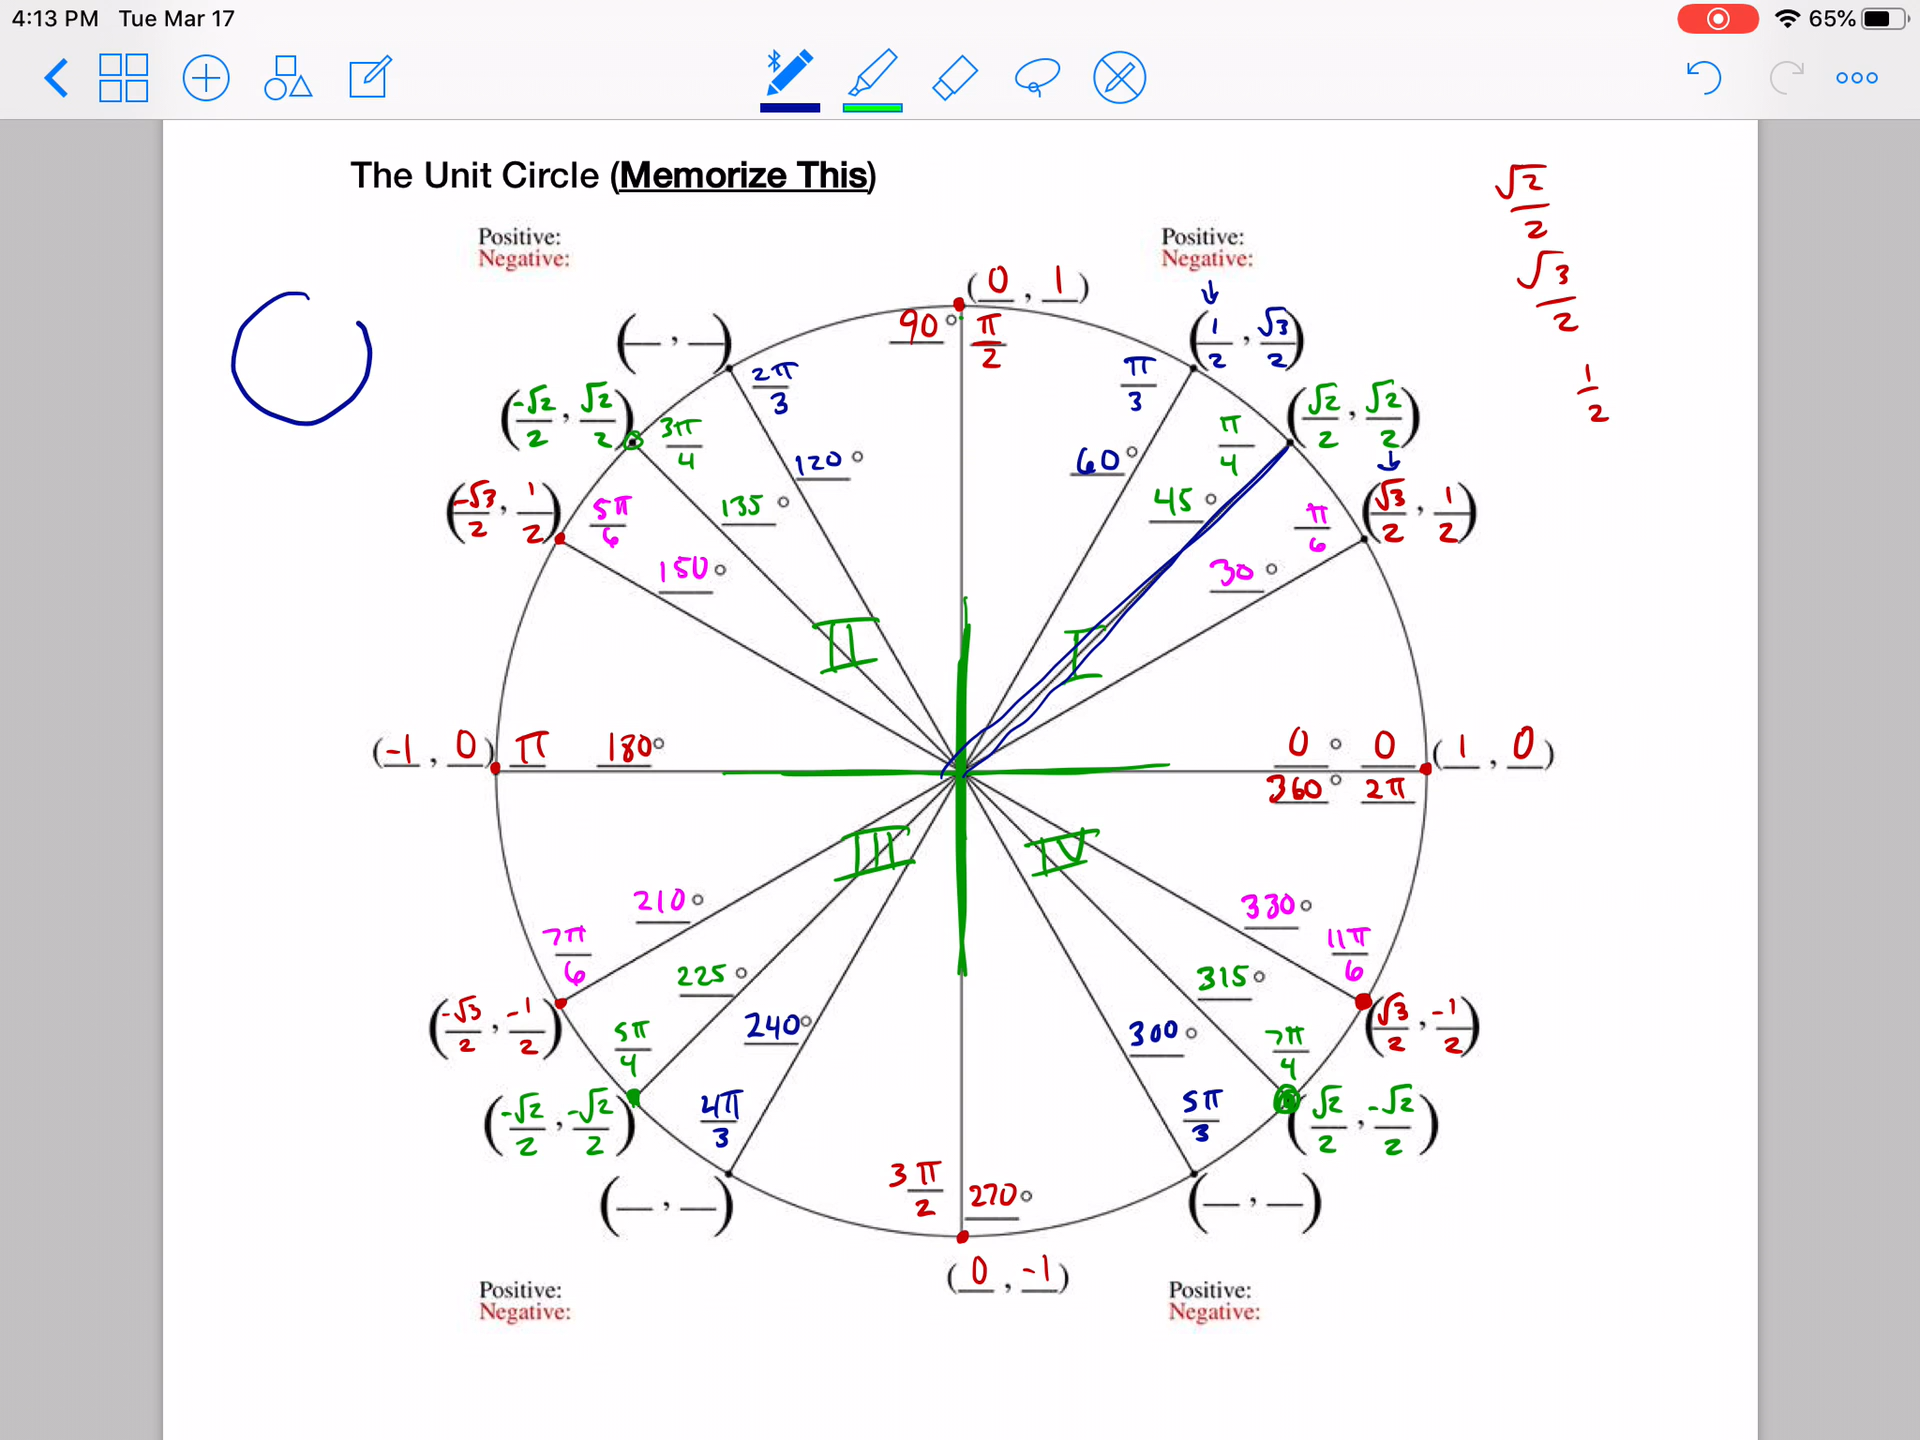 4:13 PM Tue Mar 17
65%
The Unit Circle (Memorize This)
√2/2
√3/2
1/2
Positive:
Negative:
Positive:
Negative:
(0, 1)
90° π/2
(__, __)
2π/3
120°
(1/2, √3/2)
π/3
60°
(-√2/2, √2/2)
3π/4
135°
(√2/2, √2/2)
π/4
45°
(-√3/2, 1/2)
5π/6
150°
(√3/2, 1/2)
π/6
30°
II
I
(-1, 0) π 180°
0° 0 (1, 0)
360° 2π
III
IV
210°
7π/6
(-√3/2, -1/2)
330°
11π/6
(√3/2, -1/2)
225°
5π/4
(-√2/2, -√2/2)
315°
7π/4
(√2/2, -√2/2)
240°
4π/3
(__, __)
300°
5π/3
(__, __)
3π/2 270°
(0, -1)
Positive:
Negative:
Positive:
Negative: